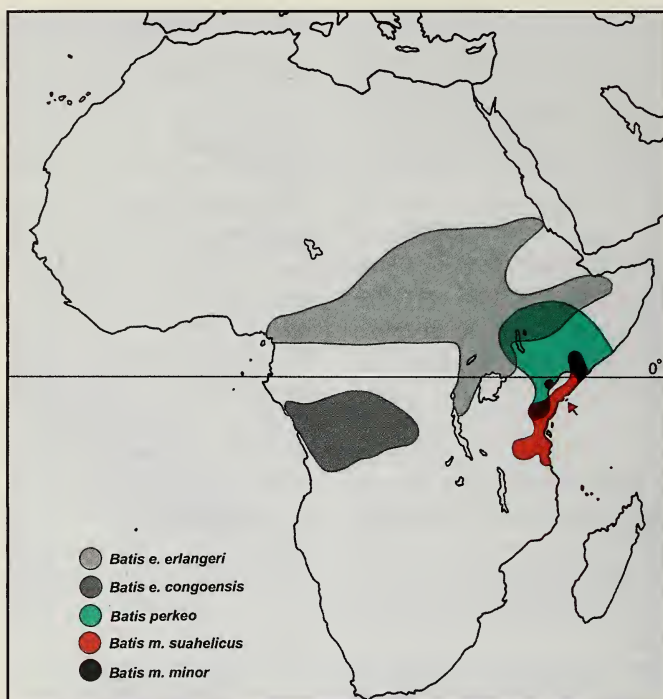 0°
Batis e. erlangeri
Batis e. congoensis
Batis perkeo
Batis m. suahelicus
Batis m. minor